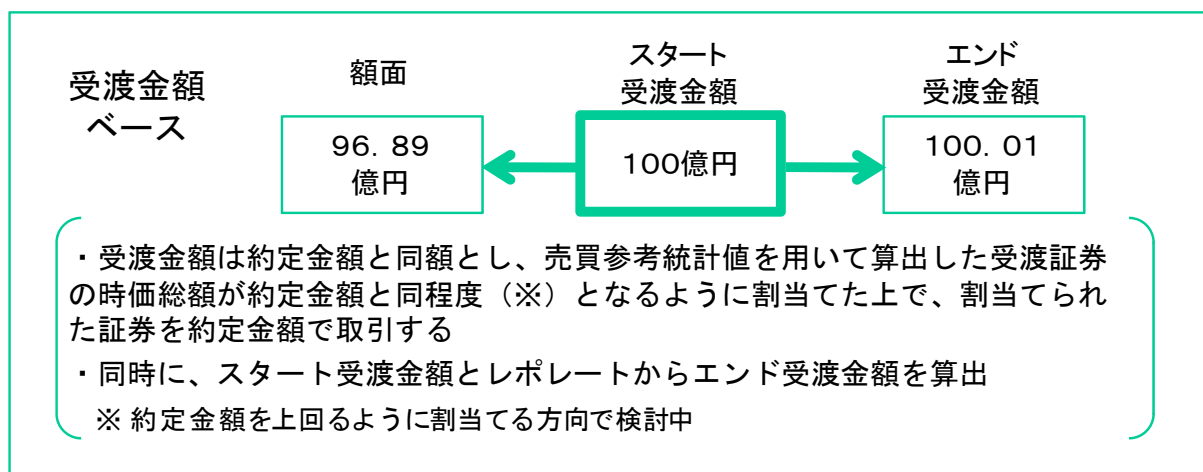 受渡金額
ベース
額面
スタート
受渡金額
エンド
受渡金額
96.89
億円
100億円
100.01
億円
・受渡金額は約定金額と同額とし、売買参考統計値を用いて算出した受渡証券
の時価総額が約定金額と同程度（※）となるように割当てた上で、割当てられ
た証券を約定金額で取引する
・同時に、スタート受渡金額とレポレートからエンド受渡金額を算出
※ 約定金額を上回るように割当てる方向で検討中